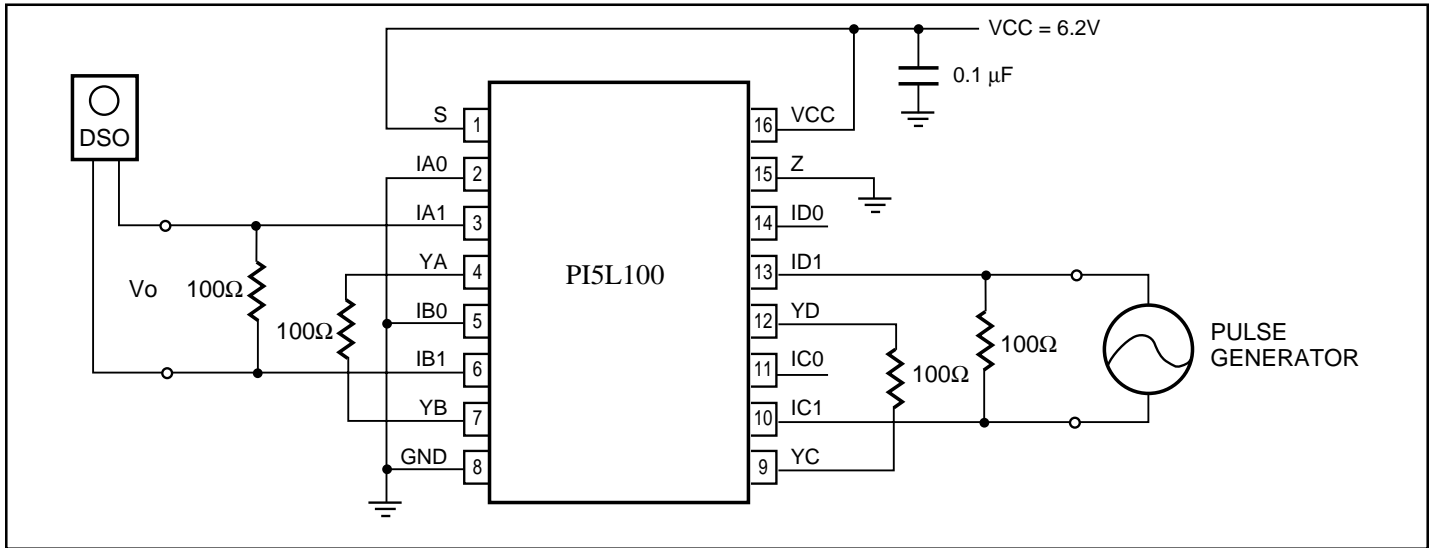 VCC = 6.2V
0.1 µF
DSO
S
1
IA0
2
IA1
3
YA
4
IB0
5
IB1
6
YB
7
GND
8
Vo
100Ω
100Ω
PI5L100
16
VCC
15
Z
14
ID0
13
ID1
12
YD
11
IC0
10
IC1
9
YC
100Ω
100Ω
PULSE
GENERATOR